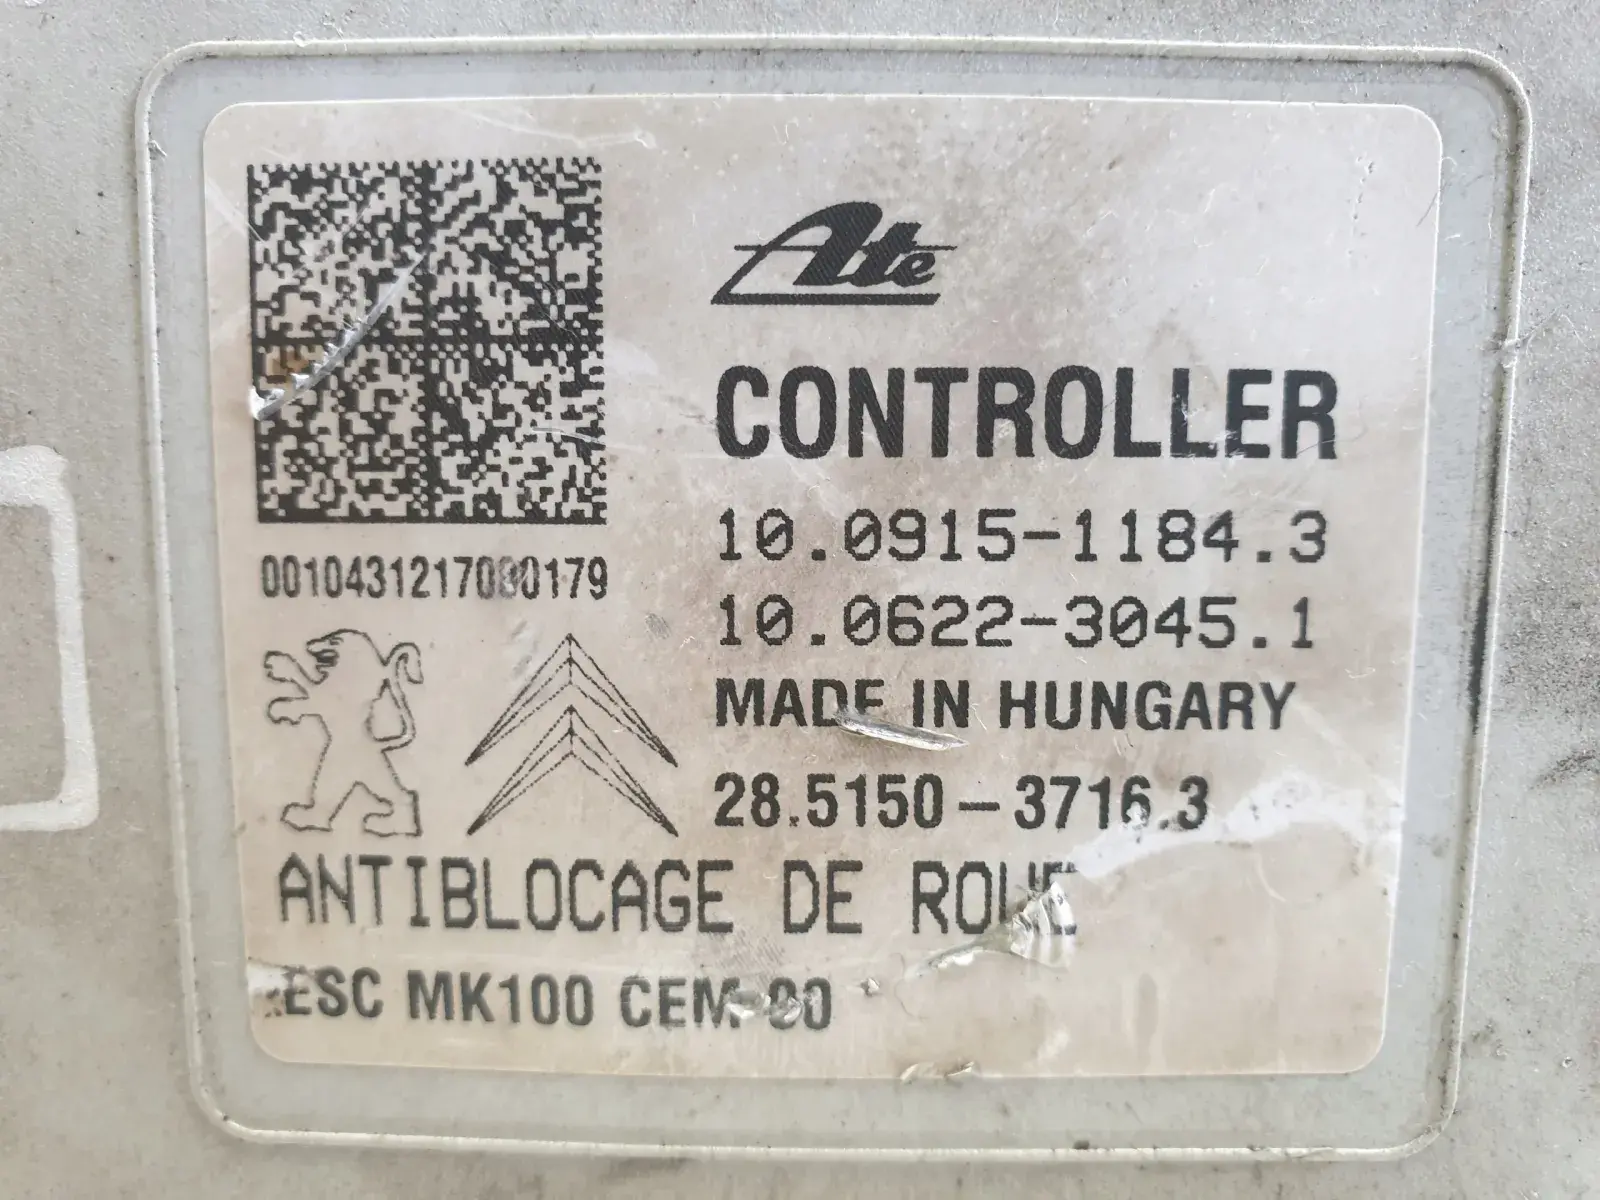 Ate
CONTROLLER
10.0915-1184.3
10.0622-3045.1
MADE IN HUNGARY
28.5150-3716.3
0010431217000179
ANTIBLOCAGE DE ROUE
ESC MK100 CEM 00